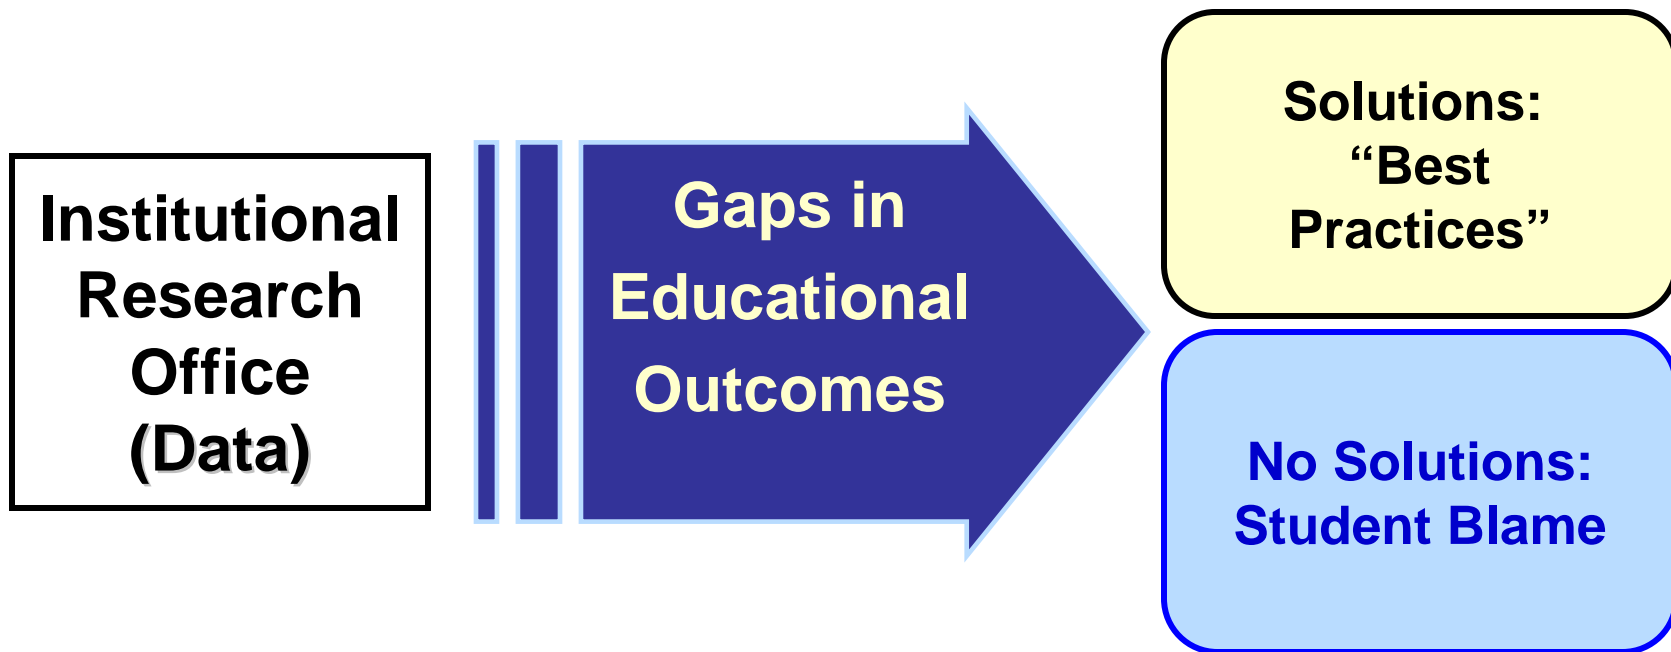 Institutional
Research
Office
(Data)
Gaps in
Educational
Outcomes
Solutions:
“Best
Practices”
No Solutions:
Student Blame